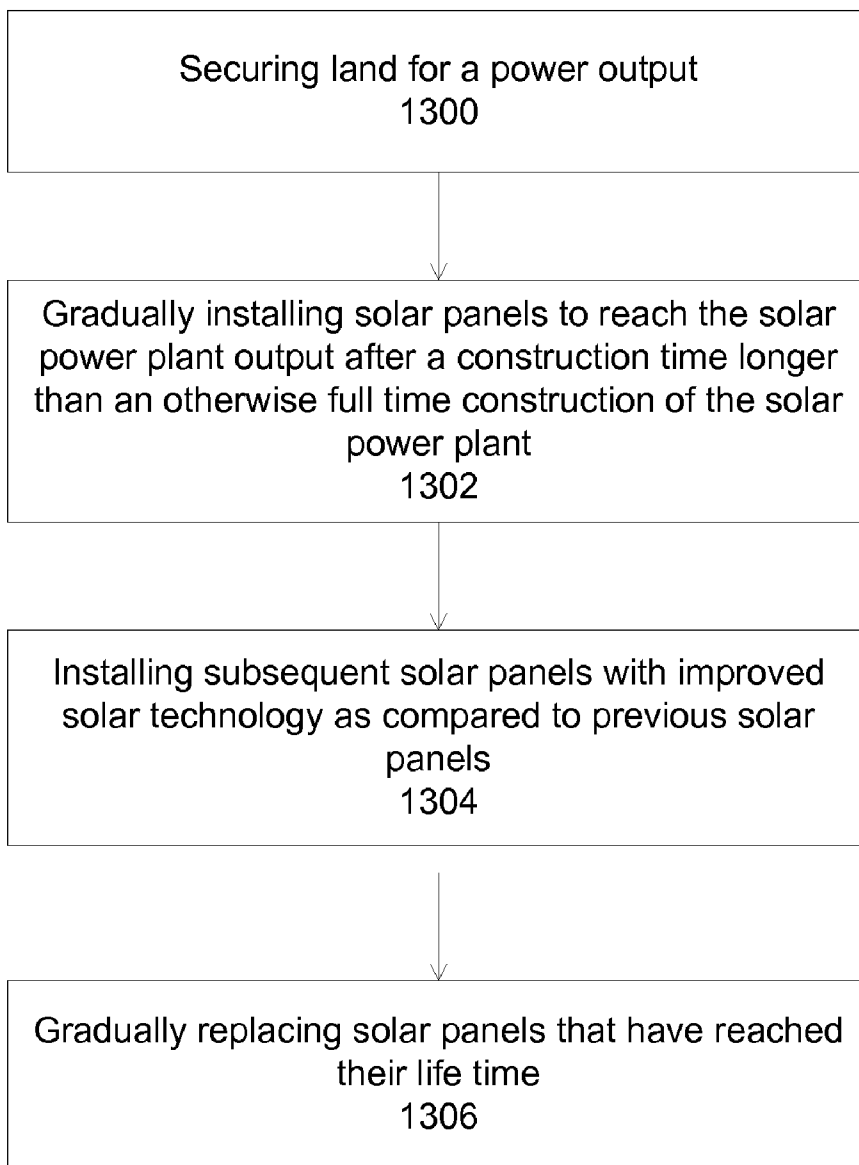 Securing land for a power output
1300
Gradually installing solar panels to reach the solar
power plant output after a construction time longer
than an otherwise full time construction of the solar
power plant
1302
Installing subsequent solar panels with improved
solar technology as compared to previous solar
panels
1304
Gradually replacing solar panels that have reached
their life time
1306